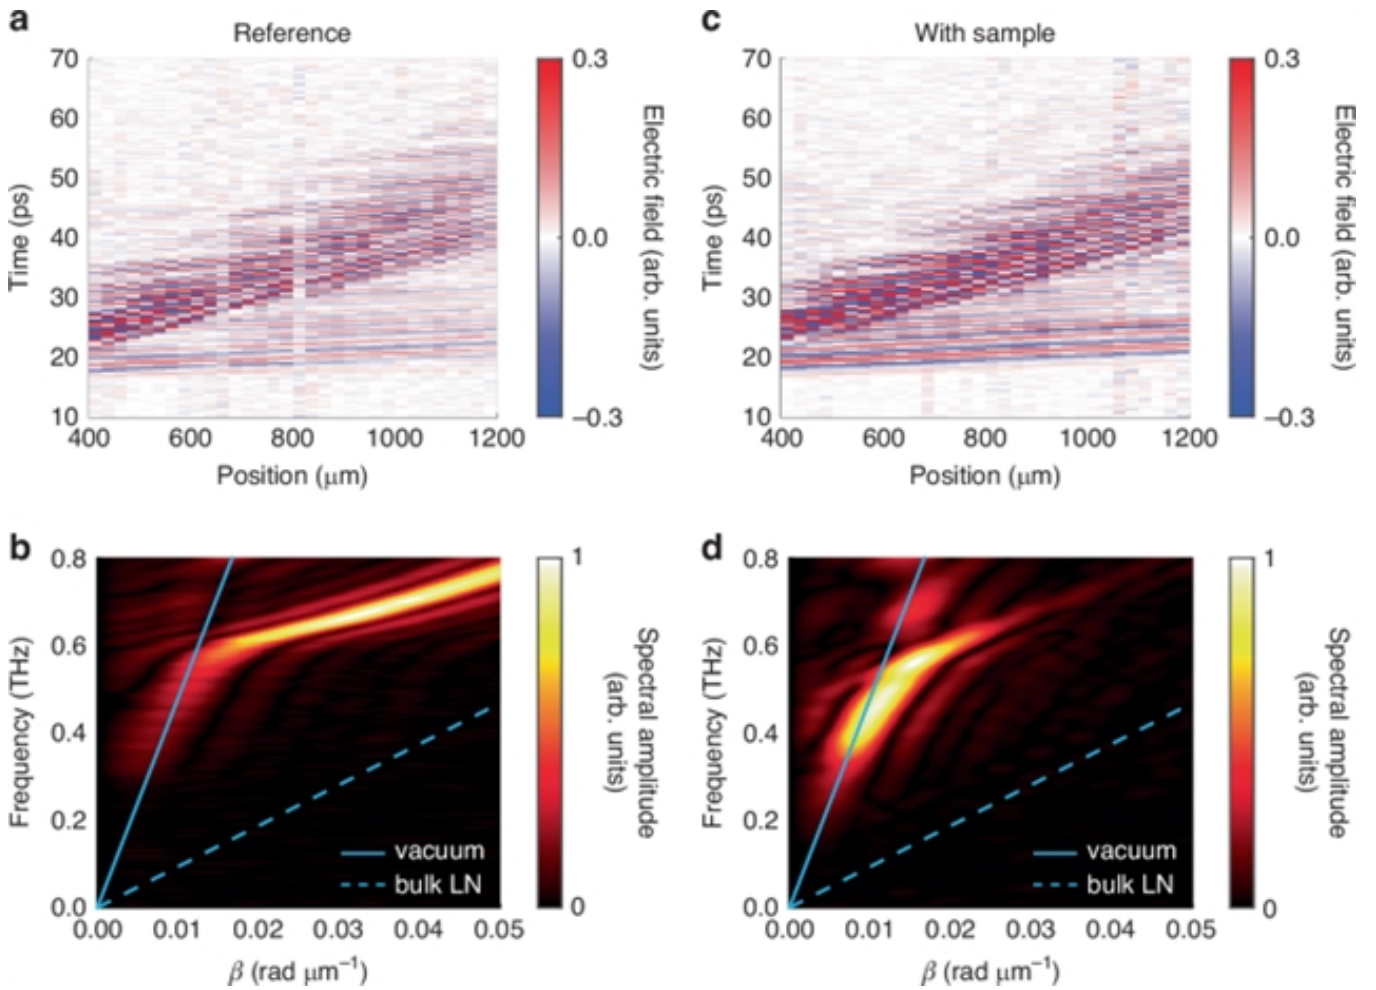 a
Reference
70
60
50
40
30
20
10
Time (ps)
400
600
800
1000
1200
Position (μm)
0.3
0.0
–0.3
Electric field (arb. units)
c
With sample
70
60
50
40
30
20
10
Time (ps)
400
600
800
1000
1200
Position (μm)
0.3
0.0
–0.3
Electric field (arb. units)
b
0.8
0.6
0.4
0.2
0.0
Frequency (THz)
vacuum
bulk LN
0.00
0.01
0.02
0.03
0.04
0.05
β (rad μm⁻¹)
1
0
Spectral amplitude
(arb. units)
d
0.8
0.6
0.4
0.2
0.0
Frequency (THz)
vacuum
bulk LN
0.00
0.01
0.02
0.03
0.04
0.05
β (rad μm⁻¹)
1
0
Spectral amplitude
(arb. units)